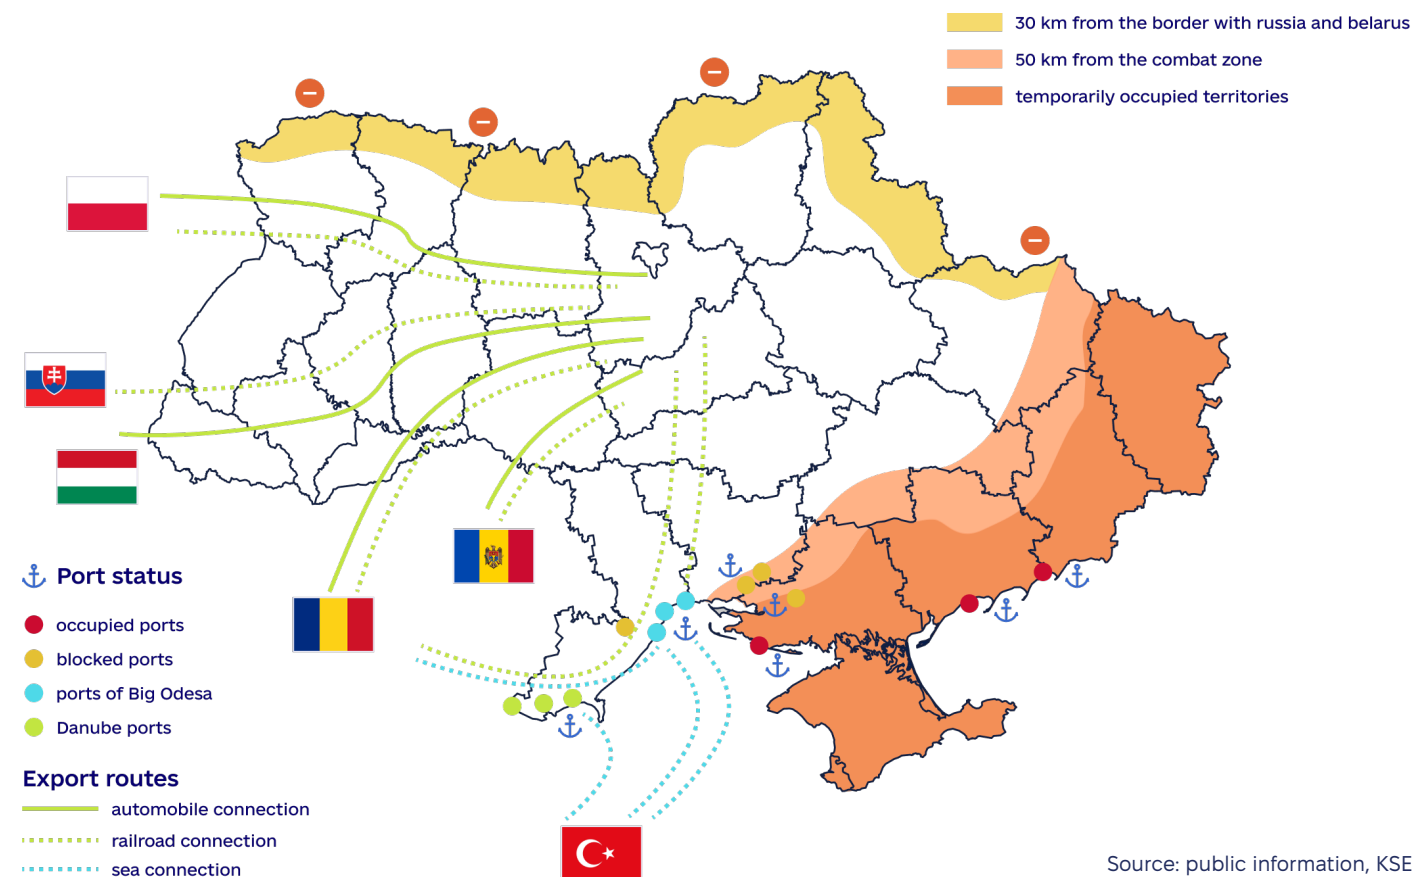 30 km from the border with russia and belarus
50 km from the combat zone
temporarily occupied territories
Port status
occupied ports
blocked ports
ports of Big Odesa
Danube ports
Export routes
automobile connection
railroad connection
sea connection
Source: public information, KSE